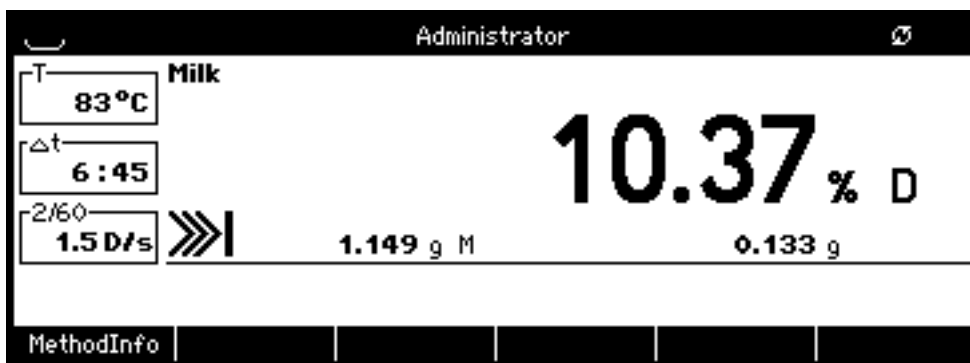 Administrator
T
83°C
Milk
△t
6:45
10.37 % D
2/60
1.5 D/s
1.149 g M
0.133 g
MethodInfo